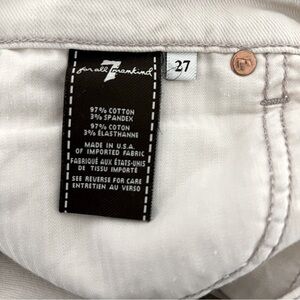 7
for all mankind
27
97% COTTON
3% SPANDEX
97% COTON
3% ÉLASTHANNE
MADE IN U.S.A.
OF IMPORTED FABRIC
FABRIQUÉ AUX ÉTATS-UNIS
DE TISSU IMPORTÉ
SEE REVERSE FOR CARE
ENTRETIEN AU VERSO